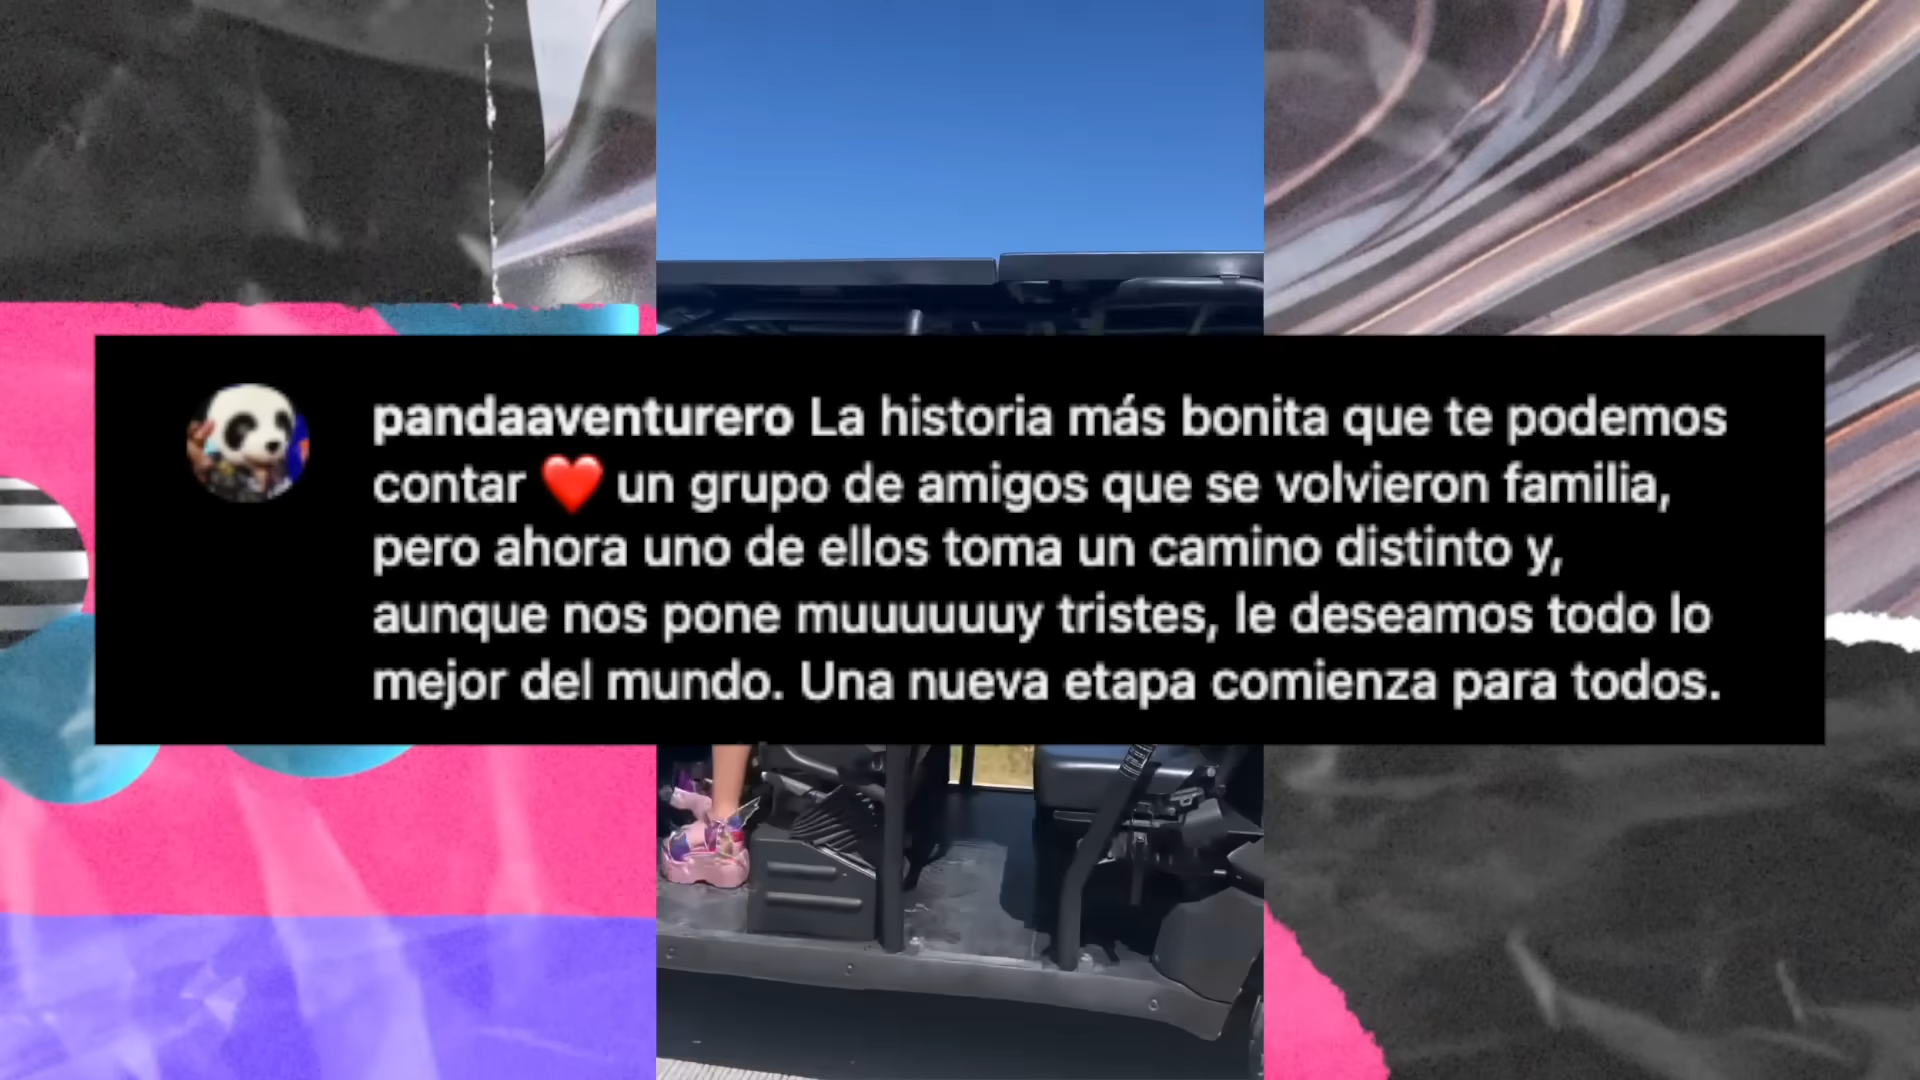 pandaaventurero La historia más bonita que te podemos
contar ❤️ un grupo de amigos que se volvieron familia,
pero ahora uno de ellos toma un camino distinto y,
aunque nos pone muuuuuuy tristes, le deseamos todo lo
mejor del mundo. Una nueva etapa comienza para todos.